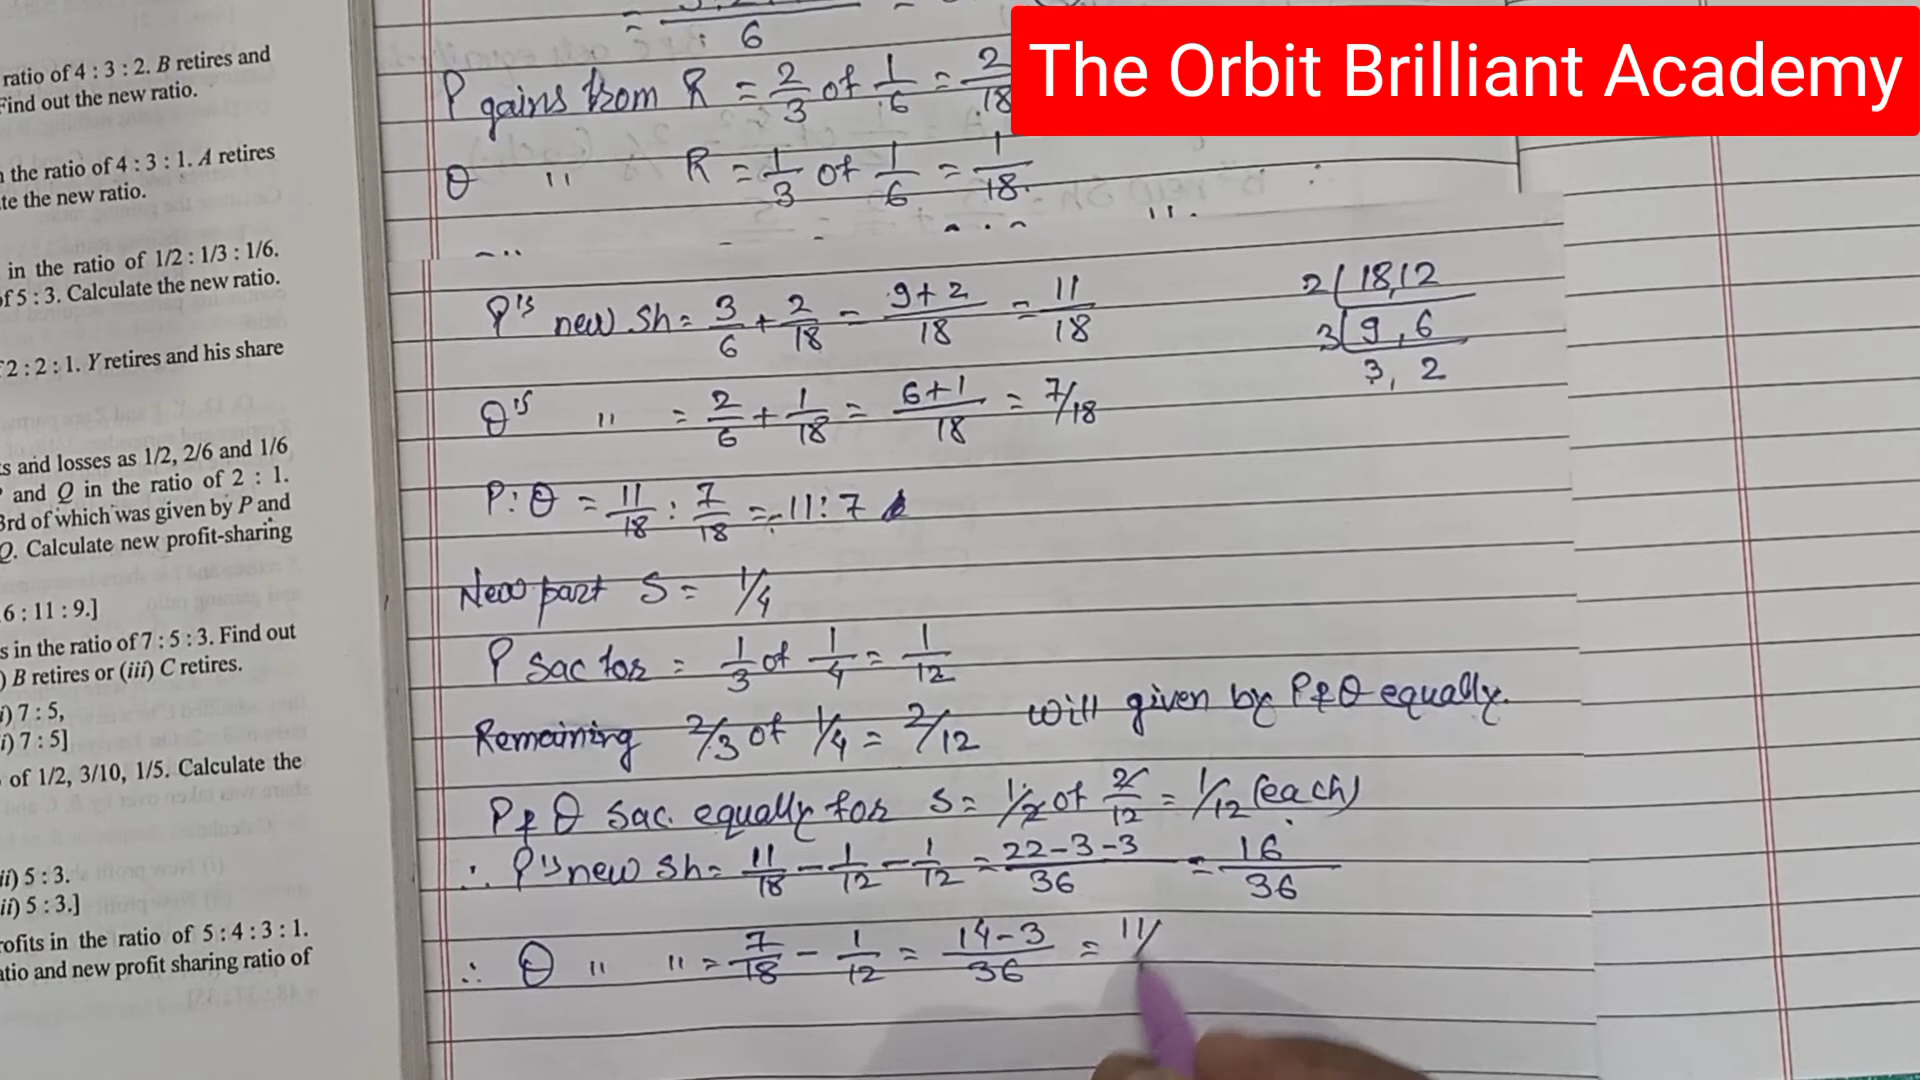 The Orbit Brilliant Academy
ratio of 4 : 3 : 2. B retires and
Find out the new ratio.
the ratio of 4 : 3 : 1. A retires
the new ratio.
in the ratio of 1/2 : 1/3 : 1/6.
of 5 : 3. Calculate the new ratio.
2 : 2 : 1. Y retires and his share
and losses as 1/2, 2/6 and 1/6
and Q in the ratio of 2 : 1.
3rd of which was given by P and
Q. Calculate new profit-sharing
6 : 11 : 9.]
in the ratio of 7 : 5 : 3. Find out
) B retires or (iii) C retires.
i) 7 : 5,
i) 7 : 5]
of 1/2, 3/10, 1/5. Calculate the
ii) 5 : 3.
ii) 5 : 3.]
rofits in the ratio of 5 : 4 : 3 : 1.
atio and new profit sharing ratio of
6
P gains from R = 2/3 of 1/6 = 2/18
Q " R = 1/3 of 1/6 = 1/18.
P's new Sh = 3/6 + 2/18 = 9+2/18 = 11/18
2 | 18, 12
3 | 9, 6
3, 2
Q's " = 2/6 + 1/18 = 6+1/18 = 7/18
P : Q = 11/18 : 7/18 = 11 : 7
New part S = 1/4
P Sac for = 1/3 of 1/4 = 1/12
Remaining 2/3 of 1/4 = 2/12 will given by P & Q equally.
P & Q sac. equally for S = 1/2 of 2/12 = 1/12 (each)
∴ P's new Sh = 11/18 - 1/12 - 1/12 = 22-3-3/36 = 16/36
∴ Q " " = 7/18 - 1/12 = 14-3/36 = 11/